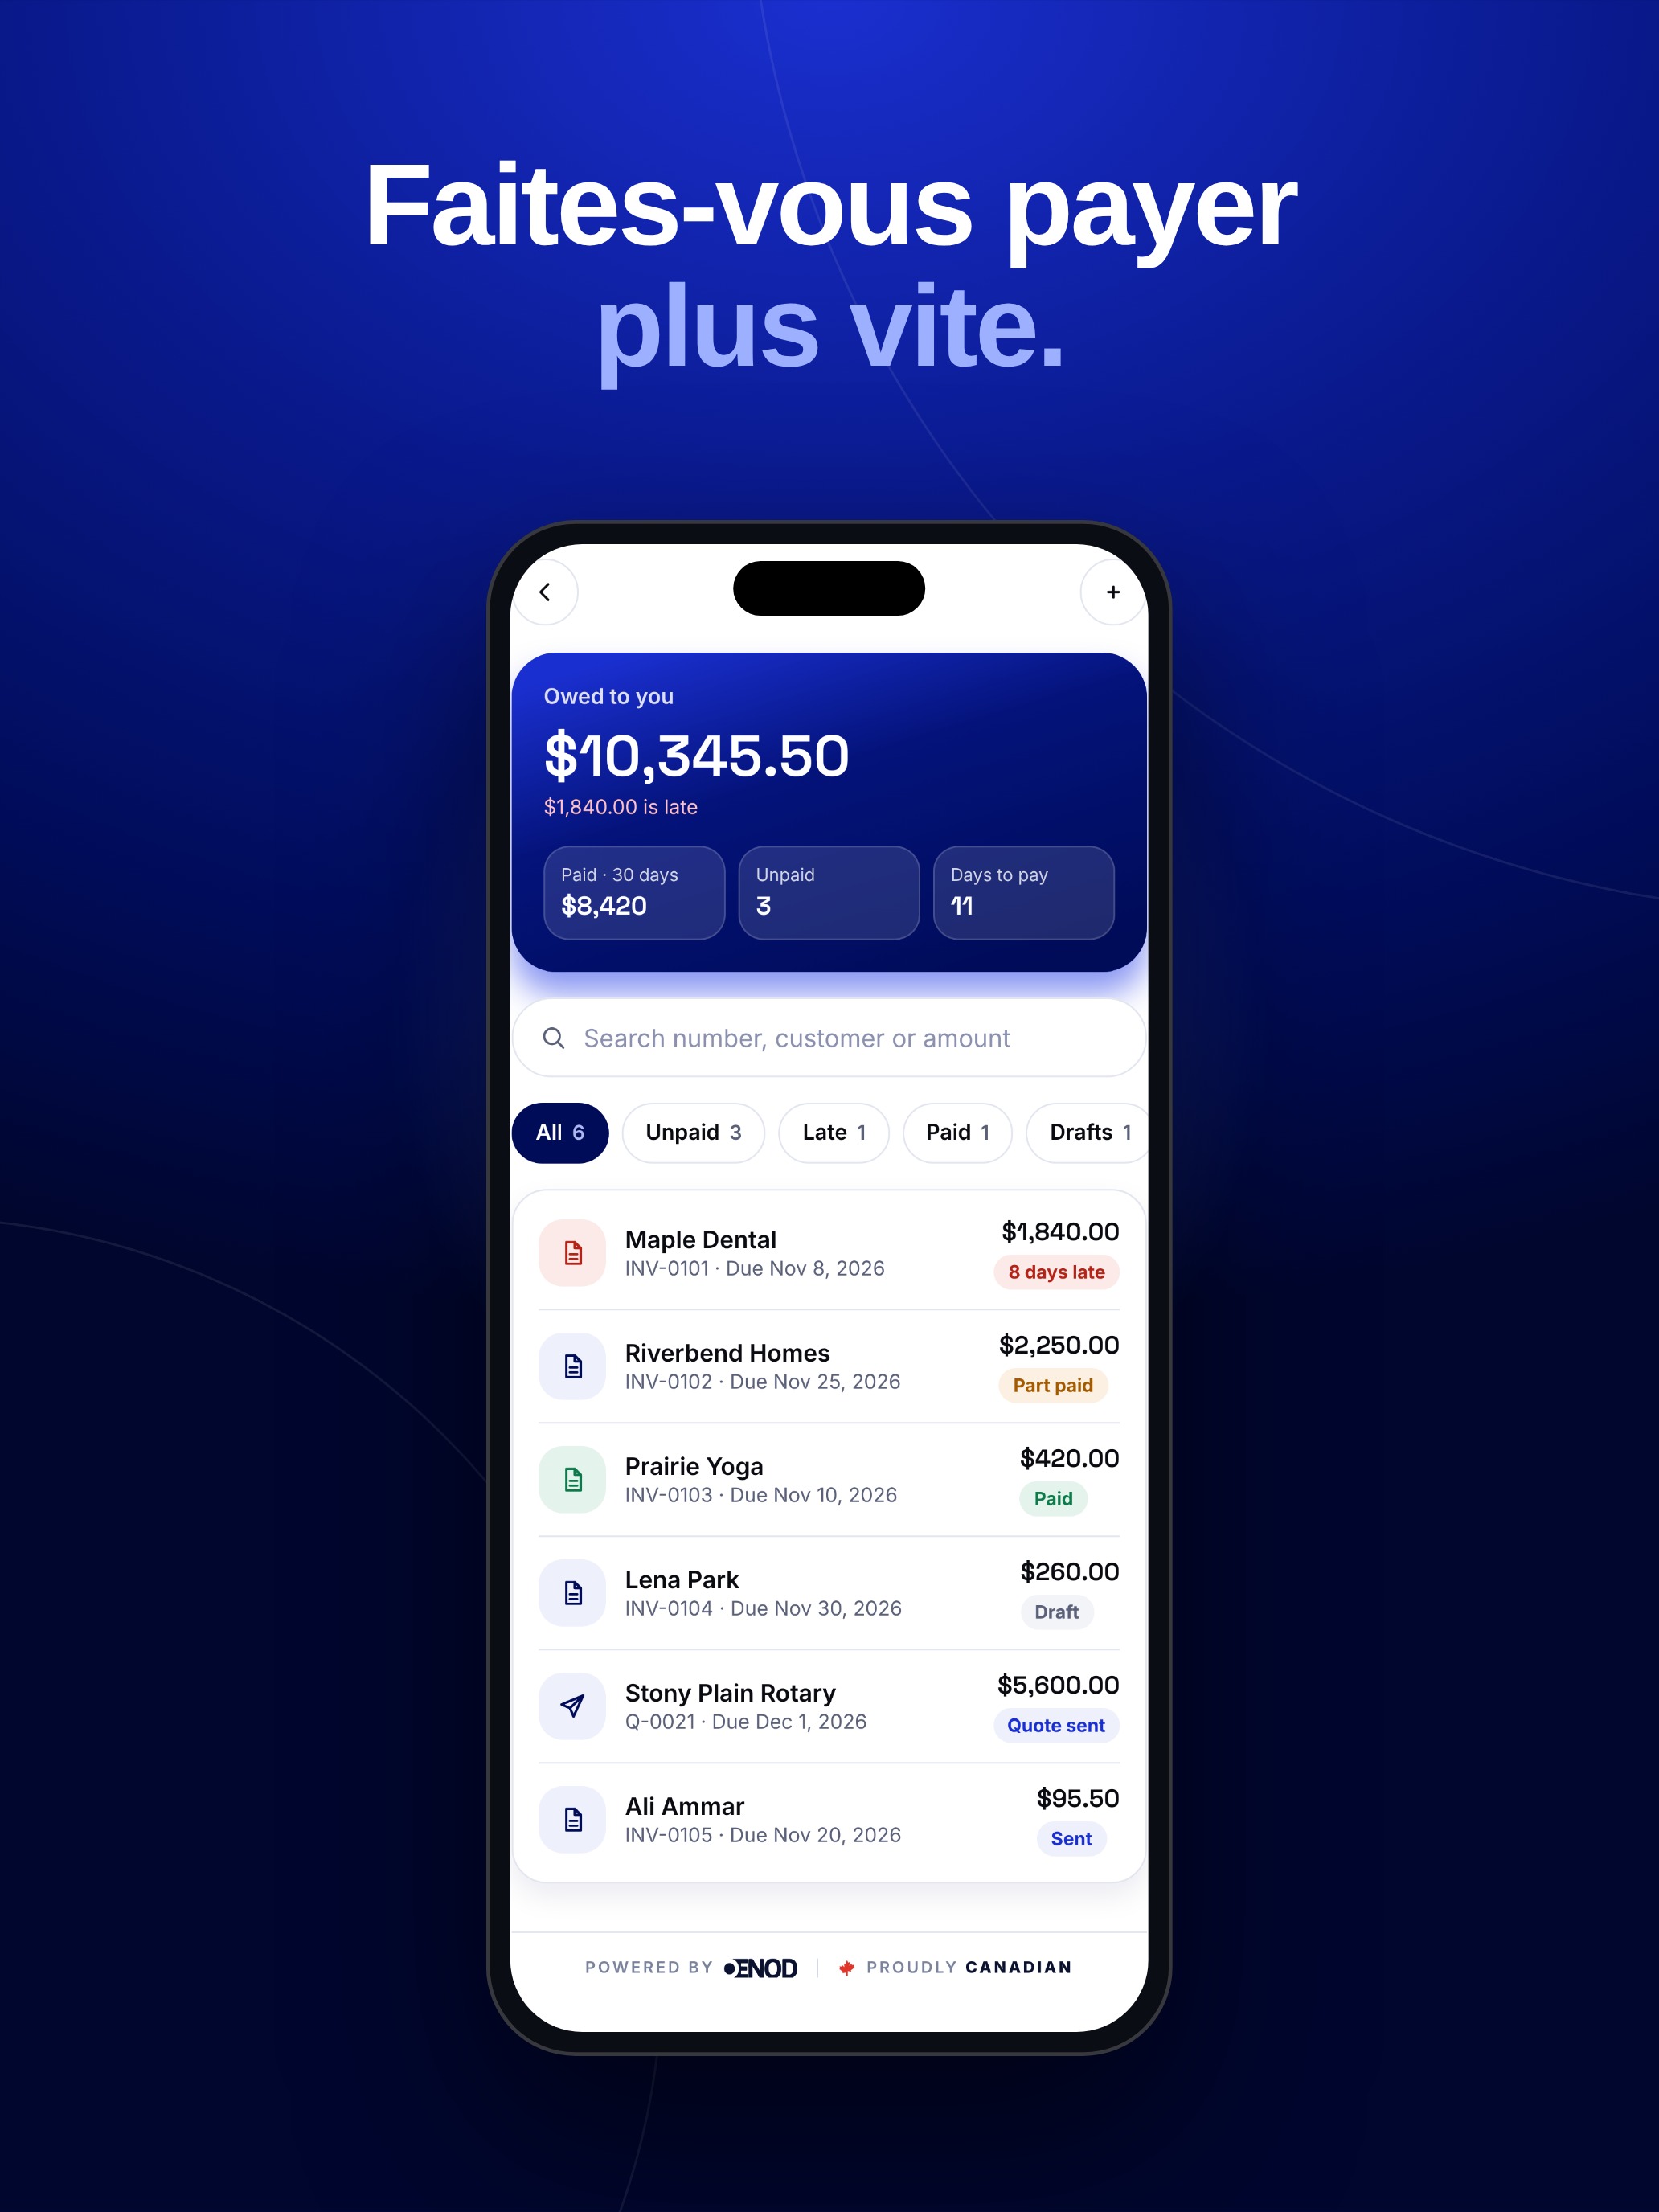 Faites-vous payer
plus vite.
Owed to you
$10,345.50
$1,840.00 is late
Paid · 30 days
$8,420
Unpaid
3
Days to pay
11
Search number, customer or amount
All 6
Unpaid 3
Late 1
Paid 1
Drafts 1
Maple Dental
$1,840.00
INV-0101 · Due Nov 8, 2026
8 days late
Riverbend Homes
$2,250.00
INV-0102 · Due Nov 25, 2026
Part paid
Prairie Yoga
$420.00
INV-0103 · Due Nov 10, 2026
Paid
Lena Park
$260.00
INV-0104 · Due Nov 30, 2026
Draft
Stony Plain Rotary
$5,600.00
Q-0021 · Due Dec 1, 2026
Quote sent
Ali Ammar
$95.50
INV-0105 · Due Nov 20, 2026
Sent
POWERED BY ENOD | PROUDLY CANADIAN